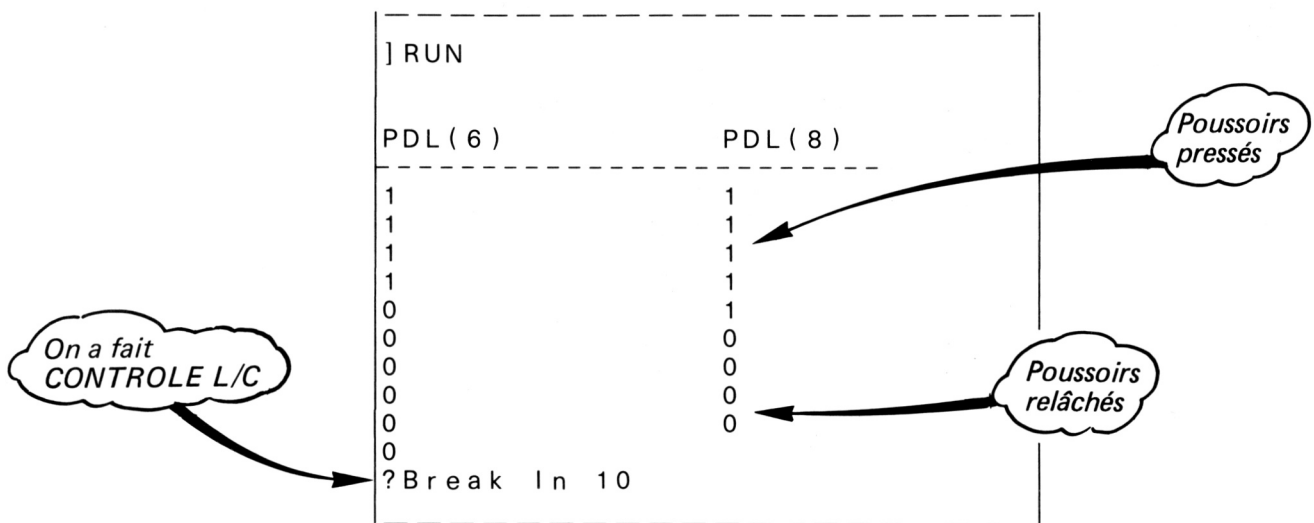 ] RUN
PDL(6) PDL(8)
Poussoirs
pressés
1 1
1 1
1 1
1 1
0 1
0 0
0 0
0 0
0 0
0
?Break In 10
On a fait
CONTROLE L/C
Poussoirs
relâchés